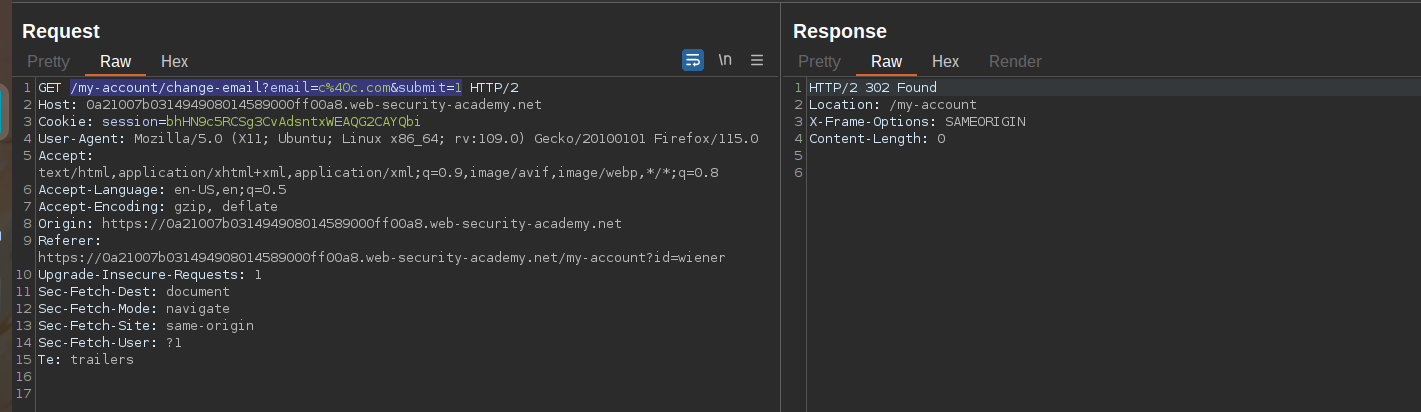 Request
Pretty Raw Hex
\n
1 GET /my-account/change-email?email=c%40c.com&submit=1 HTTP/2
2 Host: 0a21007b031494908014589000ff00a8.web-security-academy.net
3 Cookie: session=bhHN9c5RCSg3CvAdsntxWEAQG2CAYQbi
4 User-Agent: Mozilla/5.0 (X11; Ubuntu; Linux x86_64; rv:109.0) Gecko/20100101 Firefox/115.0
5 Accept:
text/html,application/xhtml+xml,application/xml;q=0.9,image/avif,image/webp,*/*;q=0.8
6 Accept-Language: en-US,en;q=0.5
7 Accept-Encoding: gzip, deflate
8 Origin: https://0a21007b031494908014589000ff00a8.web-security-academy.net
9 Referer:
https://0a21007b031494908014589000ff00a8.web-security-academy.net/my-account?id=wiener
10 Upgrade-Insecure-Requests: 1
11 Sec-Fetch-Dest: document
12 Sec-Fetch-Mode: navigate
13 Sec-Fetch-Site: same-origin
14 Sec-Fetch-User: ?1
15 Te: trailers
16
17
Response
Pretty Raw Hex Render
1 HTTP/2 302 Found
2 Location: /my-account
3 X-Frame-Options: SAMEORIGIN
4 Content-Length: 0
5
6